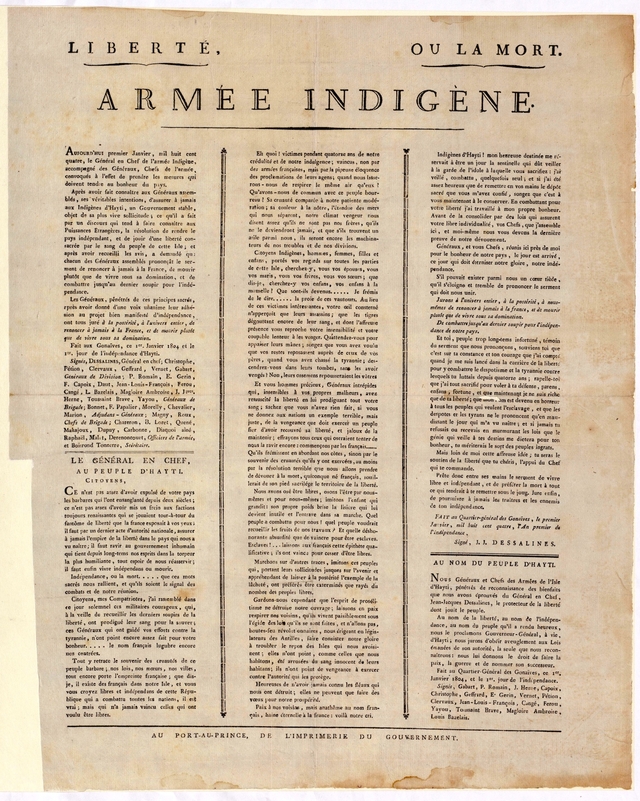 LIBERTÉ, OU LA MORT.
ARMÉE INDIGÈNE.
AUJOURD'HUI premier Janvier, mil huit cent
quatre, le Général en Chef de l'armée Indigène,
accompagné des Généraux, Chefs de l'armée,
convoqués à l'effet de prendre les mesures qui
doivent tendre au bonheur du pays.
Après avoir fait connaître aux Généraux assem-
blés, ses véritables intentions, d'assurer à jamais
aux Indigènes d'Hayti, un Gouvernement stable,
objet de sa plus vive sollicitude; ce qu'il a fait
par un discours qui tend à faire connaître aux
Puissances Etrangères, la résolution de rendre le
pays indépendant, et de jouir d'une liberté con-
sacrée par le sang du peuple de cette Isle; et
après avoir recueilli les avis, a demandé que
chacun des Généraux assemblés prononçât le ser-
ment de renoncer à jamais à la France, de mourir
plutôt que de vivre sous sa domination, et de
combattre jusqu'au dernier soupir pour l'indé-
pendance.
Les Généraux, pénétrés de ces principes sacrés,
après avoir donné d'une voix unanime leur adhé-
sion au projet bien manifesté d'indépendance,
ont tous juré à la postérité, à l'univers entier, de
renoncer à jamais à la France, et de mourir plutôt
que de vivre sous sa domination.
Fait aux Gonaïves, ce 1er Janvier 1804 et le
1er. jour de l'indépendance d'Hayti.
Signés, DESSALINES, Général en chef; Christophe,
Pétion, Clervaux, Geffrard, Vernet, Gabart,
Généraux de Division; P. Romain, E. Gerin,
F. Capoix, Daut, Jean-Louis-François, Ferou,
Cangé, L. Bazelais, Magloire Ambroise, J. Jques.
Herne, Toussaint Brave, Yayou, Généraux de
Brigade; Bonnet, F. Papalier, Morelly, Chevalier,
Marion, Adjudans-Généraux; Magny, Roux,
Chefs de Brigade; Chareron, B. Loret, Quené,
Makajoux, Dupuy, Carbonne, Diaquoi aîné,
Raphaël, Malet, Derenoncourt, Officiers de l'armée,
et Boisrond Tonnerre, Secrétaire.
LE GÉNÉRAL EN CHEF,
AU PEUPLE D'HAYTI.
CITOYENS,
CE n'est pas assez d'avoir expulsé de votre pays
les barbares qui l'ont ensanglanté depuis deux siècles;
ce n'est pas assez d'avoir mis un frein aux factions
toujours renaissantes qui se jouaient tour-à-tour du
fantôme de liberté que la france exposait à vos yeux;
il faut par un dernier acte d'autorité nationale, assurer
à jamais l'empire de la liberté dans le pays qui nous a
vu naître; il faut ravir au gouvernement inhumain
qui tient depuis long-tems nos esprits dans la torpeur
la plus humiliante, tout espoir de nous réasservir; il
faut enfin vivre indépendans ou mourir.
Indépendance, ou la mort..... que ces mots
sacrés nous rallient, et qu'ils soient le signal des
combats et de notre réunion.
Citoyens, mes Compatriotes, j'ai rassemblé dans
ce jour solemnel ces militaires courageux, qui,
à la veille de recueillir les derniers soupirs de la
liberté, ont prodigué leur sang pour la sauver;
ces Généraux qui ont guidé vos efforts contre la
tyrannie, n'ont point encore assez fait pour votre
bonheur..... le nom français lugubre encore
nos contrées.
Tout y retrace le souvenir des cruautés de ce
peuple barbare; nos lois, nos mœurs, nos villes,
tout encore porte l'empreinte française; que dis-
je, il existe des français dans notre Isle, et vous
vous croyez libres et indépendans de cette Répu-
blique qui a combattu toutes les nations, il est
vrai; mais qui n'a jamais vaincu celles qui ont
voulu être libres.
Eh quoi! victimes pendant quatorze ans de notre
crédulité et de notre indulgence; vaincus, non par
des armées françaises, mais par la pipeuse éloquence
des proclamations de leurs agens; quand nous lasse-
rons-nous de respirer le même air qu'eux?
Qu'avons-nous de commun avec ce peuple bour-
reau? Sa cruauté comparée à notre patiente modé-
ration; sa couleur à la nôtre, l'étendue des mers
qui nous séparent, notre climat vengeur nous
disent assez qu'ils ne sont pas nos frères, qu'ils
ne le deviendront jamais, et que s'ils trouvent un
asile parmi nous, ils seront encore les machina-
teurs de nos troubles et de nos divisions.
Citoyens Indigènes, hommes, femmes, filles et
enfans, portez vos regards sur toutes les parties
de cette Isle, cherchez-y, vous vos épouses, vous
vos maris, vous vos frères, vous vos sœurs; que
dis-je, cherchez-y vos enfans, vos enfans à la
mamelle? Que sont-ils devenus..... Je frémis
de le dire..... la proie de ces vautours. Au lieu
de ces victimes intéressantes, votre œil consterné
n'apperçoit que leurs assassins; que les tigres
dégouttant encore de leur sang, et dont l'affreuse
présence vous reproche votre insensibilité et votre
coupable lenteur à les venger. Qu'attendez-vous pour
appaiser leurs mânes; songez que vous avez voulu
que vos restes reposassent auprès de ceux de vos
pères, quand vous avez chassé la tyrannie; des-
cendrez-vous dans leurs tombes, sans les avoir
vengés? Non, leurs ossemens repousseraient les vôtres.
Et vous hommes précieux, Généraux intrépides
qui, insensibles à vos propres malheurs, avez
ressuscité la liberté en lui prodiguant tout votre
sang; sachez que vous n'avez rien fait, si vous
ne donnez aux nations un exemple terrible, mais
juste, de la vengeance que doit exercer un peuple
fier d'avoir recouvré sa liberté, et jaloux de la
maintenir; effrayons tous ceux qui oseraient tenter de
nous la ravir encore; commençons par les français.....
Qu'ils frémissent en abordant nos côtes, sinon par le
souvenir des cruautés qu'ils y ont exercées, au moins
par la résolution terrible que nous allons prendre
de dévouer à la mort, quiconque né français, souil-
lerait de son pied sacrilège le territoire de la liberté.
Nous avons osé être libres, osons l'être par nous-
mêmes et pour nous-mêmes; imitons l'enfant qui
grandit: son propre poids brise la lisière qui lui
devient inutile et l'entrave dans sa marche. Quel
peuple a combattu pour nous! quel peuple voudrait
recueillir les fruits de nos travaux? Et quelle désho-
norante absurdité que de vaincre pour être esclaves.
Esclaves!... laissons aux français cette épithète qua-
lificative; ils ont vaincu pour cesser d'être libres.
Marchons sur d'autres traces, imitons ces peuples
qui, portant leurs sollicitudes jusques sur l'avenir et
appréhendant de laisser à la postérité l'exemple de la
lâcheté, ont préféré être exterminés que rayés du
nombre des peuples libres.
Gardons-nous cependant que l'esprit de prosély-
tisme ne détruise notre ouvrage; laissons en paix
respirer nos voisins, qu'ils vivent paisiblement sous
l'égide des lois qu'ils se sont faites, et n'allons pas,
boutes-feu révolutionnaires, nous érigeant en légis-
lateurs des Antilles, faire consister notre gloire
à troubler le repos des Isles qui nous avoisi-
nent; elles n'ont point, comme celle que nous
habitons, été arrosées du sang innocent de leurs
habitans; ils n'ont point de vengeance à exercer
contre l'autorité qui les protège.
Heureuses de n'avoir jamais connu les fléaux qui
nous ont détruit; elles ne peuvent que faire des
vœux pour notre prospérité.
Paix à nos voisins, mais anathême au nom fran-
çais, haine éternelle à la france: voilà notre cri.
Indigènes d'Hayti! mon heureuse destinée me ré-
servait à être un jour la sentinelle qui dût veiller
à la garde de l'idole à laquelle vous sacrifiez: j'ai
veillé, combattu, quelquefois seul; et si j'ai été
assez heureux que de remettre en vos mains le dépôt
sacré que vous m'avez confié, songez que c'est à
vous maintenant à le conserver. En combattant pour
votre liberté j'ai travaillé à mon propre bonheur.
Avant de la consolider par des lois qui assurent
votre libre individualité, vos Chefs, que j'assemble
ici, et moi-même nous vous devons la dernière
preuve de notre dévouement.
Généraux, et vous Chefs, réunis ici près de moi
pour le bonheur de notre pays, le jour est arrivé,
ce jour qui doit éterniser notre gloire, notre indé-
pendance.
S'il pouvait exister parmi nous un cœur tiède,
qu'il s'éloigne et tremble de prononcer le serment
qui doit nous unir.
Jurons à l'univers entier, à la postérité, à nous-
mêmes de renoncer à jamais à la france, et de mourir
plutôt que de vivre sous sa domination.
De combattre jusqu'au dernier soupir pour l'indépen-
dance de notre pays.
Et toi, peuple trop longtems infortuné, témoin
du serment que nous prononçons, souviens toi que
c'est sur ta constance et ton courage que j'ai compté
quand je me suis lancé dans la carrière de la liberté
pour y combattre le despotisme et la tyrannie contre
lesquels tu luttais depuis quatorze ans; rapelle-toi
que j'ai tout sacrifié pour voler à ta défense, parens,
enfans, fortune, et que maintenant je ne suis riche
que de ta liberté; que mon nom est devenu en horreur
à tous les peuples qui veulent l'esclavage, et que les
despotes et les tyrans ne le prononcent qu'en mau-
dissant le jour qui m'a vu naître; et si jamais tu
refusais ou recevais en murmurant les lois que le
génie qui veille à tes destins me dictera pour ton
bonheur, tu mériterais le sort des peuples ingrats.
Mais loin de moi cette affreuse idée; tu seras le
soutien de la liberté que tu chéris, l'appui du Chef
qui te commande.
Prête donc entre ses mains le serment de vivre
libre et indépendant, et de préférer la mort à tout
ce qui tendrait à te remettre sous le joug. Jure enfin,
de poursuivre à jamais les traîtres et les ennemis
de ton indépendance.
FAIT au Quartier-général des Gonaïves, le premier
Janvier, mil huit cent quatre, l'An premier de
l'indépendance.
Signé, J. J. DESSALINES.
AU NOM DU PEUPLE D'HAYTI.
NOUS Généraux et Chefs des Armées de l'Isle
d'Hayti, pénétrés de reconnaissance des bienfaits
que nous avons éprouvés du Général en Chef,
Jean-Jacques Dessalines, le protecteur de la liberté
dont jouit le peuple.
Au nom de la liberté, au nom de l'indépen-
dance, au nom du peuple qu'il a rendu heureux,
nous le proclamons Gouverneur-Général, à vie,
d'Hayti; nous jurons d'obéir aveuglément aux Lois
émanées de son autorité, la seule que nous recon-
naîtrons: nous lui donnons le droit de faire la
paix, la guerre et de nommer son successeur.
Fait au Quartier-Général des Gonaïves, ce 1er.
Janvier 1804, et le 1er. jour de l'indépendance.
Signés, Gabart, P. Romain, J. Herne, Capoix,
Christophe, Geffrard, E. Gerin, Vernet, Pétion,
Clervaux, Jean-Louis-François, Cangé, Ferou,
Yayou, Toussaint Brave, Magloire Ambroise,
Louis Bazelais.
AU PORT-AU-PRINCE, DE L'IMPRIMERIE DU GOUVERNEMENT.